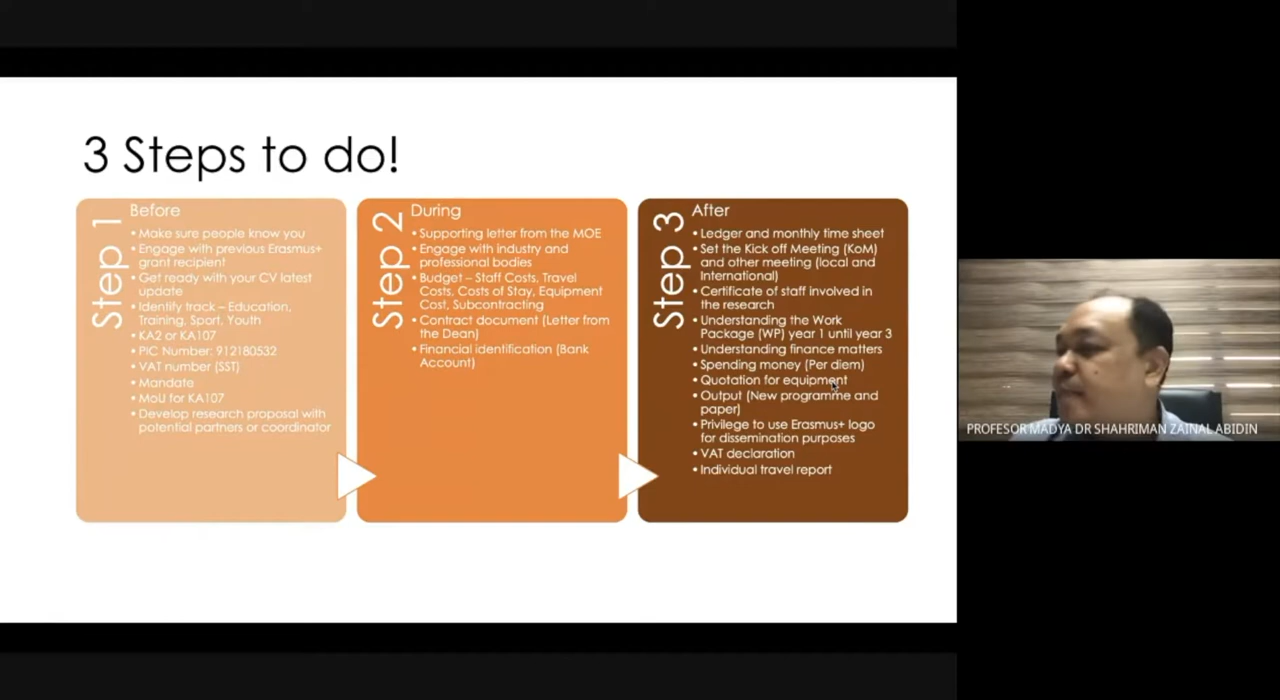 3 Steps to do!
Step 1
Before
• Make sure people know you
• Engage with previous Erasmus+
grant recipient
• Get ready with your CV latest
update
• Identify track – Education,
Training, Sport, Youth
• KA2 or KA107
• PIC Number: 912180532
• VAT number (SST)
• Mandate
• MoU for KA107
• Develop research proposal with
potential partners or coordinator
Step 2
During
• Supporting letter from the MOE
• Engage with industry and
professional bodies
• Budget – Staff Costs, Travel
Costs, Costs of Stay, Equipment
Cost, Subcontracting
• Contract document (Letter from
the Dean)
• Financial identification (Bank
Account)
Step 3
After
• Ledger and monthly time sheet
• Set the Kick off Meeting (KoM)
and other meeting (local and
International)
• Certificate of staff involved in
the research
• Understanding the Work
Package (WP) year 1 until year 3
• Understanding finance matters
• Spending money (Per diem)
• Quotation for equipment
• Output (New programme and
paper)
• Privilege to use Erasmus+ logo
for dissemination purposes
• VAT declaration
• Individual travel report
PROFESOR MADYA DR SHAHRIMAN ZAINAL ABIDIN